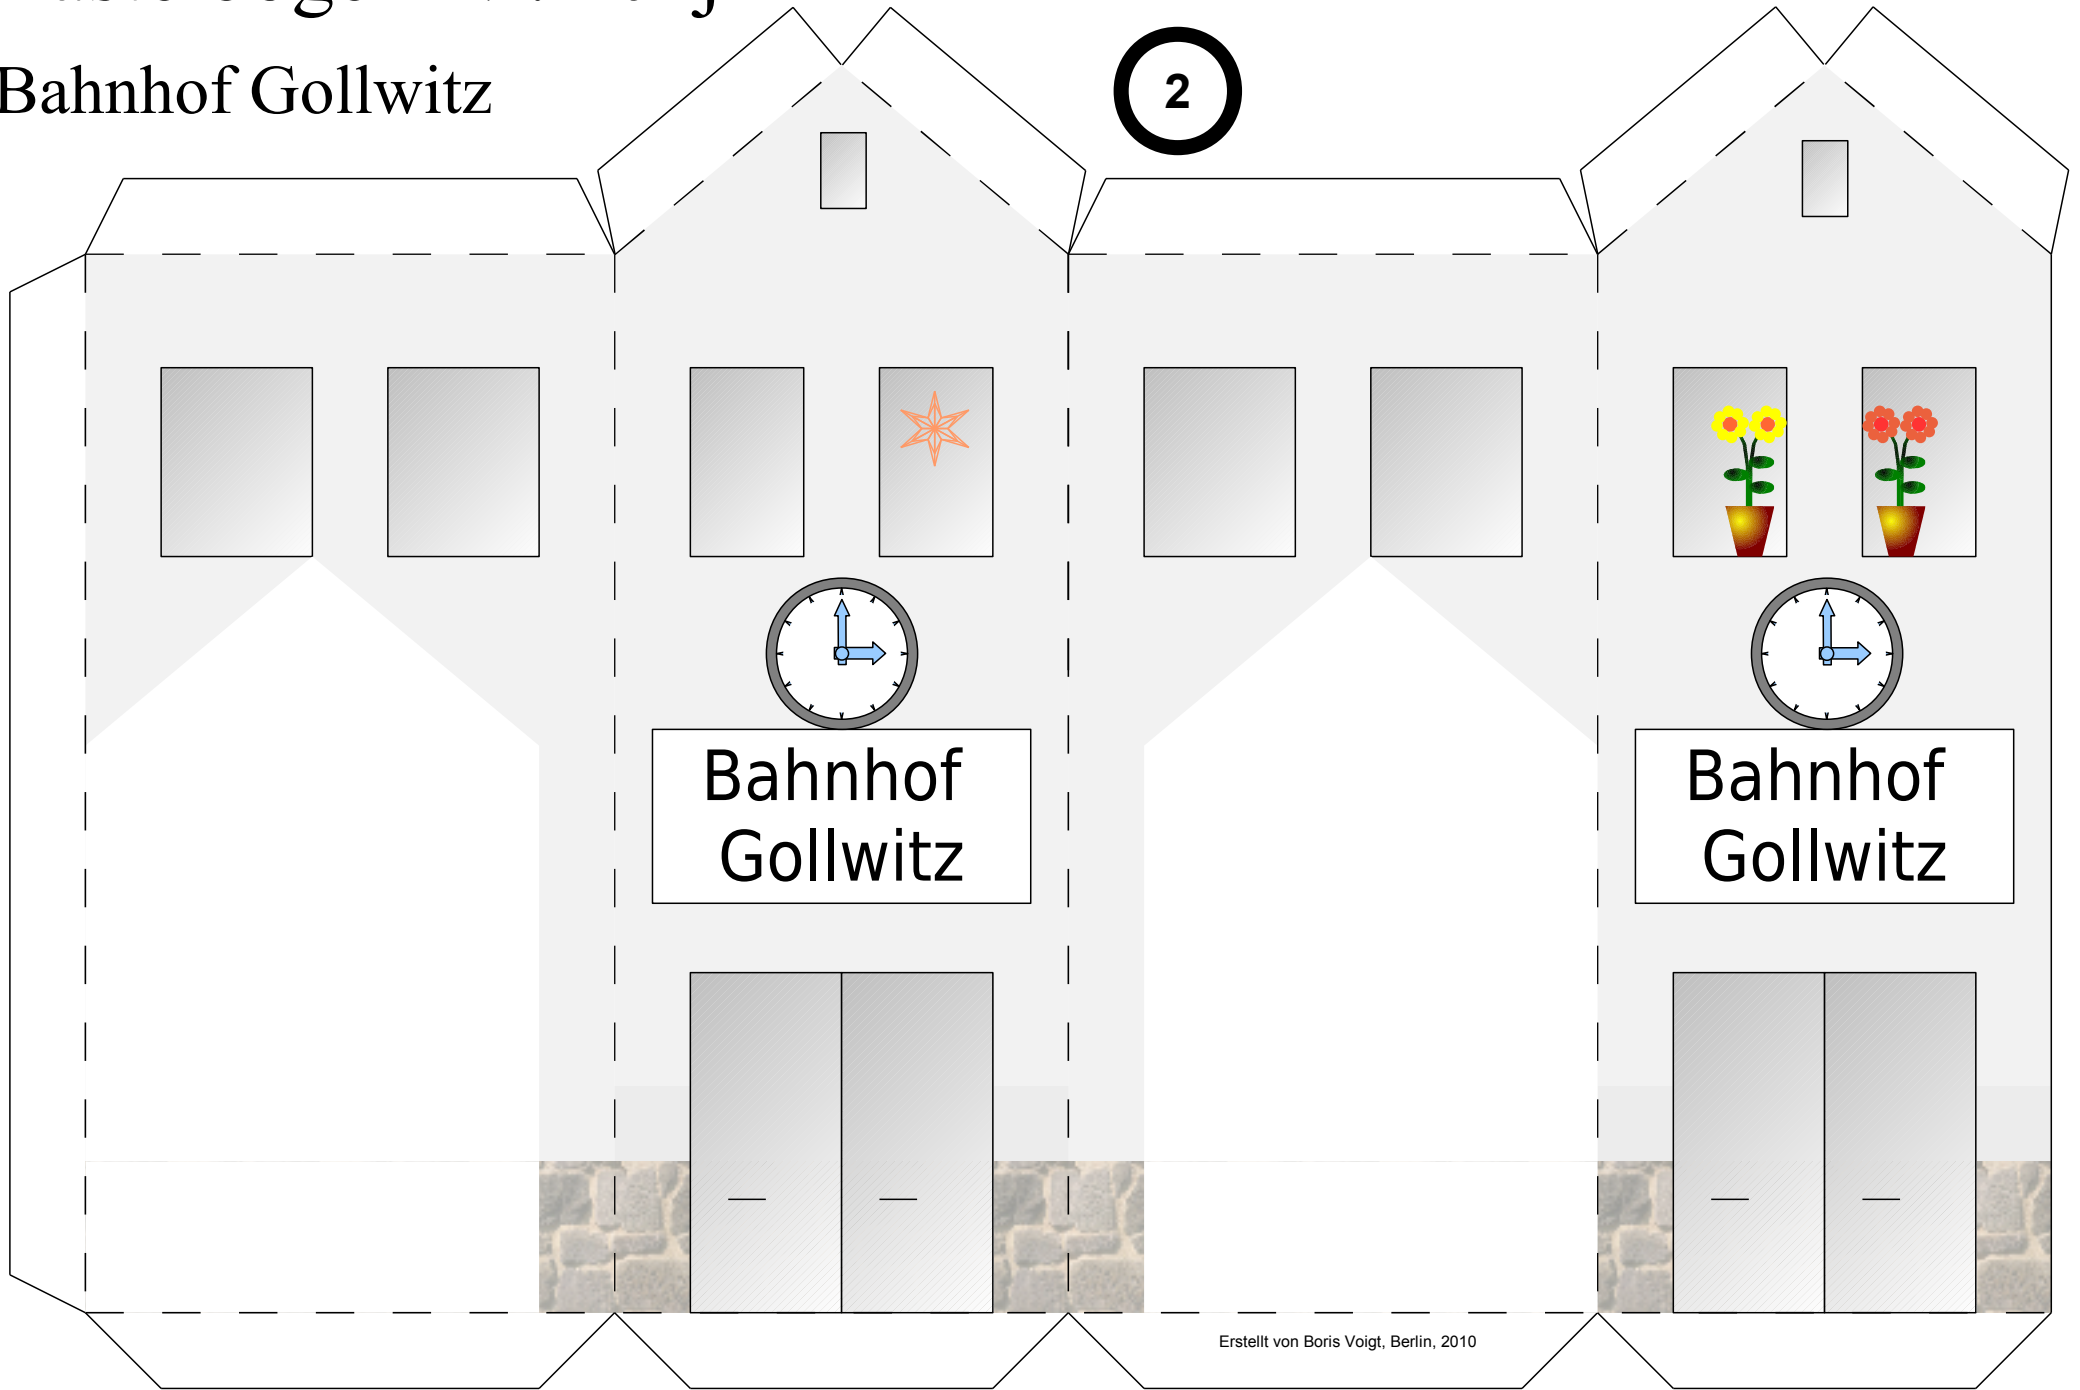 Bahnhof Gollwitz
2
Bahnhof
Gollwitz
Bahnhof
Gollwitz
Erstellt von Boris Voigt, Berlin, 2010